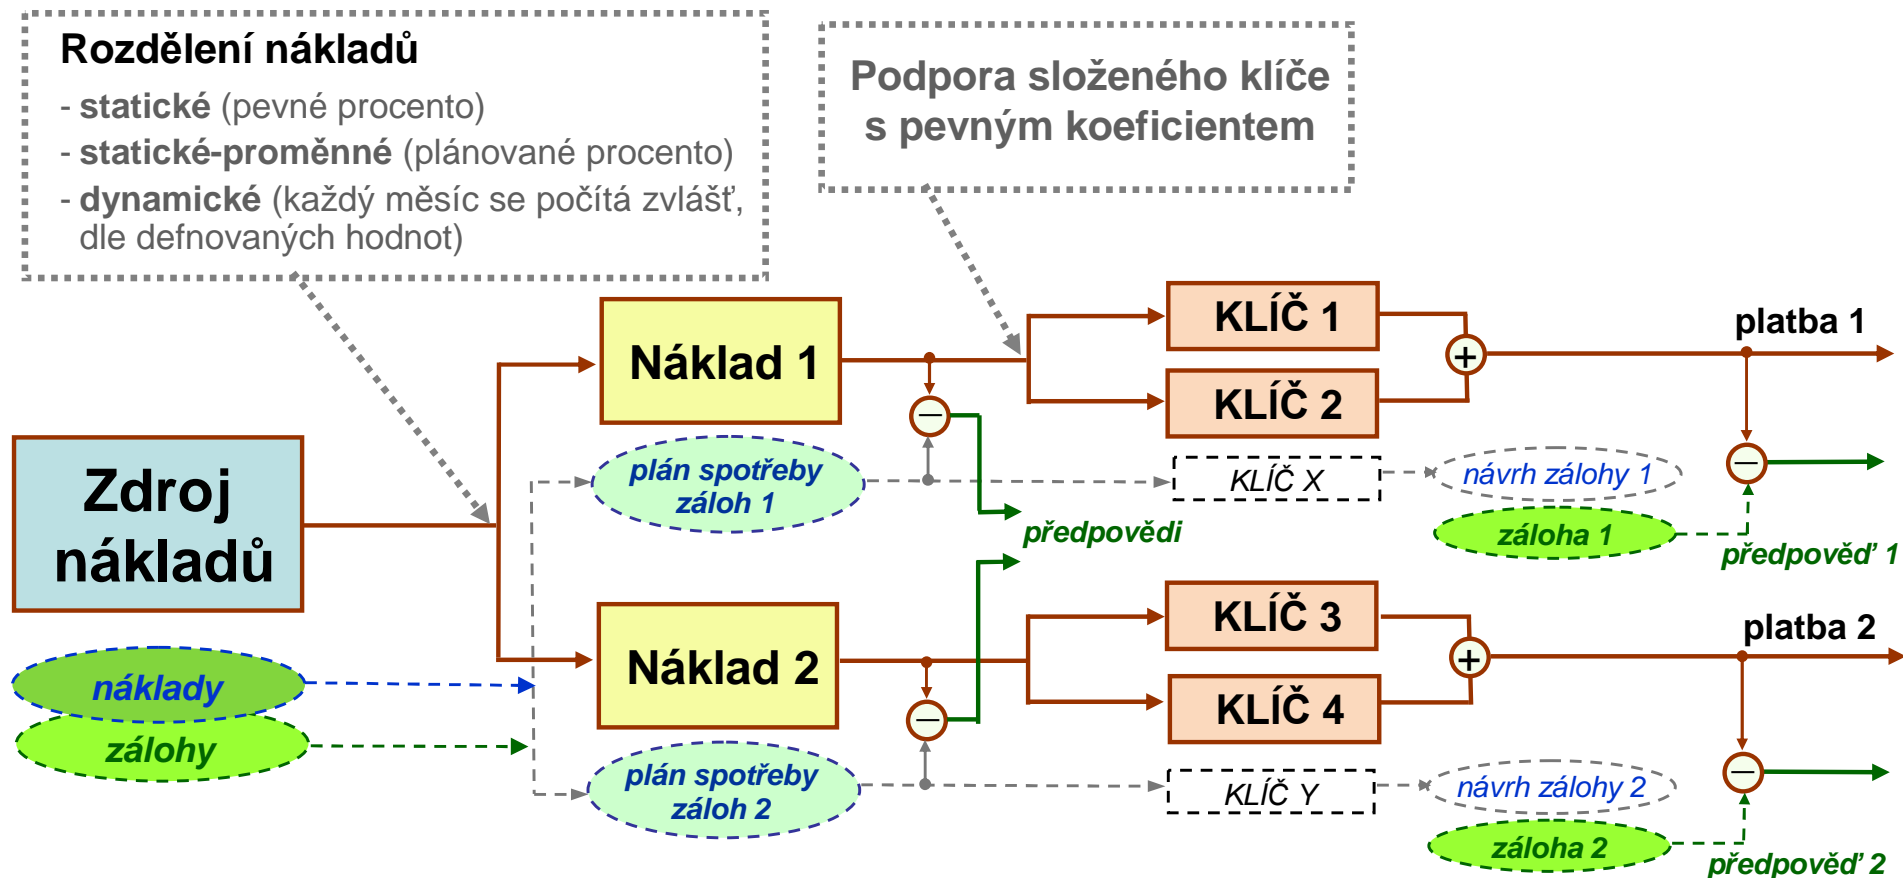 Rozdělení nákladů
- statické (pevné procento)
- statické-proměnné (plánované procento)
- dynamické (každý měsíc se počítá zvlášť,
dle defnovaných hodnot)
Podpora složeného klíče
s pevným koeficientem
Zdroj
nákladů
náklady
zálohy
Náklad 1
plán spotřeby
záloh 1
Náklad 2
plán spotřeby
záloh 2
předpovědi
KLÍČ 1
KLÍČ 2
KLÍČ X
KLÍČ 3
KLÍČ 4
KLÍČ Y
+
+
−
−
−
−
platba 1
návrh zálohy 1
záloha 1
předpověď 1
platba 2
návrh zálohy 2
záloha 2
předpověď 2